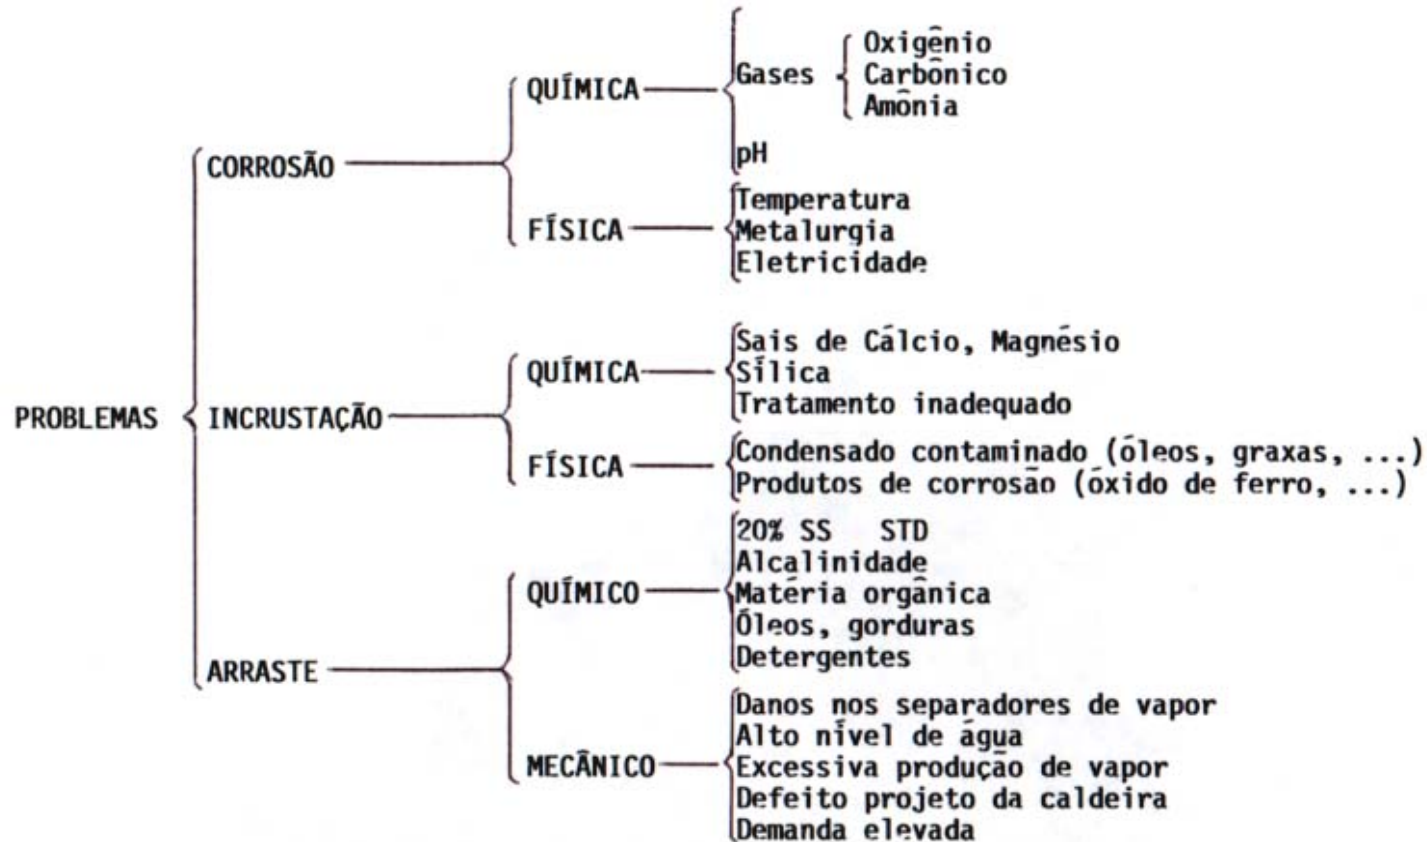 Oxigênio
Gases
Carbônico
QUÍMICA
Amônia
pH
CORROSÃO
Temperatura
FÍSICA
Metalurgia
Eletricidade
Sais de Cálcio, Magnésio
QUÍMICA
Sílica
Tratamento inadequado
PROBLEMAS
INCRUSTAÇÃO
Condensado contaminado (óleos, graxas, ...)
FÍSICA
Produtos de corrosão (óxido de ferro, ...)
20% SS STD
Alcalinidade
QUÍMICO
Matéria orgânica
Óleos, gorduras
Detergentes
ARRASTE
Danos nos separadores de vapor
Alto nível de água
MECÂNICO
Excessiva produção de vapor
Defeito projeto da caldeira
Demanda elevada